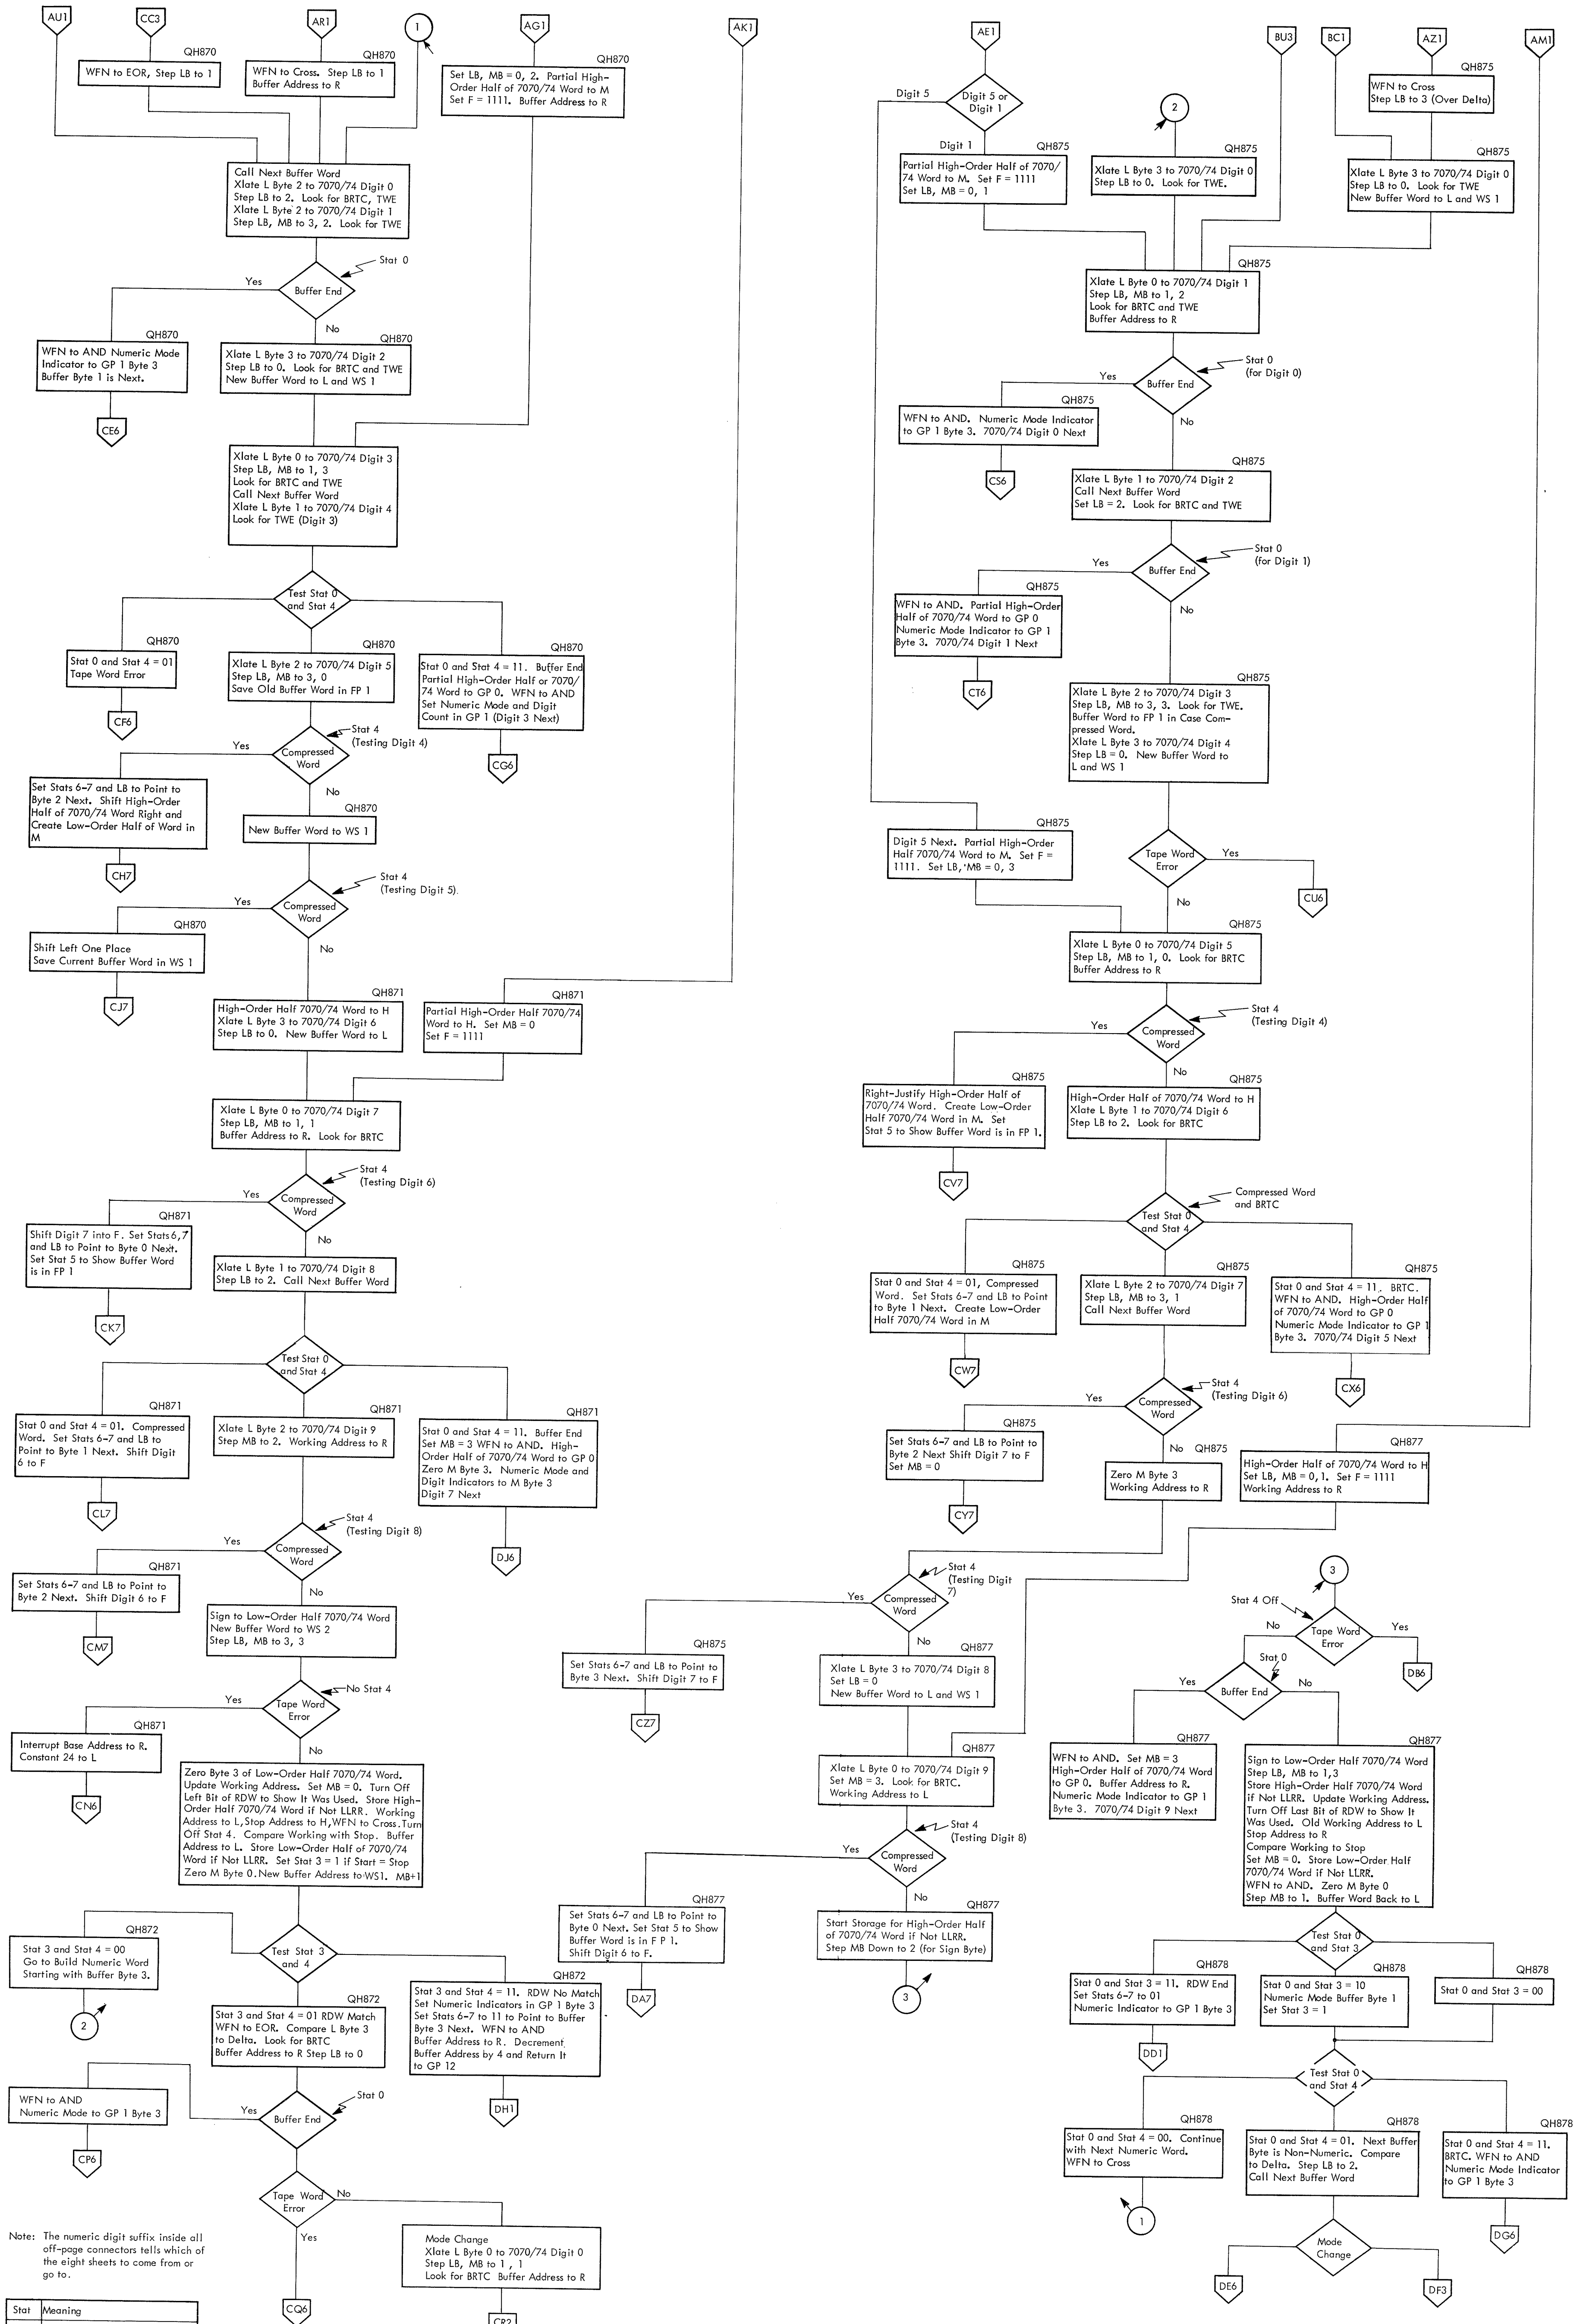 AU1
CC3
AR1
1
AG1
AK1
QH870
WFN to EOR, Step LB to 1
QH870
WFN to Cross. Step LB to 1
Buffer Address to R
QH870
Set LB, MB = 0, 2. Partial High-
Order Half of 7070/74 Word to M
Set F = 1111. Buffer Address to R
Call Next Buffer Word
Xlate L Byte 2 to 7070/74 Digit 0
Step LB to 2. Look for BRTC, TWE
Xlate L Byte 2 to 7070/74 Digit 1
Step LB, MB to 3, 2. Look for TWE
Stat 0
Buffer End
Yes
No
QH870
WFN to AND Numeric Mode
Indicator to GP 1 Byte 3
Buffer Byte 1 is Next.
CE6
QH870
Xlate L Byte 3 to 7070/74 Digit 2
Step LB to 0. Look for BRTC and TWE
New Buffer Word to L and WS 1
Xlate L Byte 0 to 7070/74 Digit 3
Step LB, MB to 1, 3
Look for BRTC and TWE
Call Next Buffer Word
Xlate L Byte 1 to 7070/74 Digit 4
Look for TWE (Digit 3)
Test Stat 0
and Stat 4
QH870
Stat 0 and Stat 4 = 01
Tape Word Error
CF6
QH870
Xlate L Byte 2 to 7070/74 Digit 5
Step LB, MB to 3, 0
Save Old Buffer Word in FP 1
QH870
Stat 0 and Stat 4 = 11. Buffer End
Partial High-Order Half or 7070/
74 Word to GP 0. WFN to AND
Set Numeric Mode and Digit
Count in GP 1 (Digit 3 Next)
CG6
Stat 4
(Testing Digit 4)
Compressed
Word
Yes
No
Set Stats 6-7 and LB to Point to
Byte 2 Next. Shift High-Order
Half of 7070/74 Word Right and
Create Low-Order Half of Word in
M
CH7
QH870
New Buffer Word to WS 1
Stat 4
(Testing Digit 5).
Compressed
Word
Yes
No
QH870
Shift Left One Place
Save Current Buffer Word in WS 1
CJ7
QH871
High-Order Half 7070/74 Word to H
Xlate L Byte 3 to 7070/74 Digit 6
Step LB to 0. New Buffer Word to L
QH871
Partial High-Order Half 7070/74
Word to H. Set MB = 0
Set F = 1111
Xlate L Byte 0 to 7070/74 Digit 7
Step LB, MB to 1, 1
Buffer Address to R. Look for BRTC
Stat 4
(Testing Digit 6)
Compressed
Word
Yes
No
QH871
Shift Digit 7 into F. Set Stats 6,7
and LB to Point to Byte 0 Next.
Set Stat 5 to Show Buffer Word
is in FP 1
CK7
Xlate L Byte 1 to 7070/74 Digit 8
Step LB to 2. Call Next Buffer Word
Test Stat 0
and Stat 4
QH871
Stat 0 and Stat 4 = 01. Compressed
Word. Set Stats 6-7 and LB to
Point to Byte 1 Next. Shift Digit
6 to F
CL7
QH871
Xlate L Byte 2 to 7070/74 Digit 9
Step MB to 2. Working Address to R
QH871
Stat 0 and Stat 4 = 11. Buffer End
Set MB = 3 WFN to AND. High-
Order Half of 7070/74 Word to GP 0
Zero M Byte 3. Numeric Mode and
Digit Indicators to M Byte 3
Digit 7 Next
DJ6
Stat 4
(Testing Digit 8)
Compressed
Word
Yes
No
QH871
Set Stats 6-7 and LB to Point to
Byte 2 Next. Shift Digit 6 to F
CM7
Sign to Low-Order Half 7070/74 Word
New Buffer Word to WS 2
Step LB, MB to 3, 3
No Stat 4
Tape Word
Error
Yes
No
QH871
Interrupt Base Address to R.
Constant 24 to L
CN6
Zero Byte 3 of Low-Order Half 7070/74 Word.
Update Working Address. Set MB = 0. Turn Off
Left Bit of RDW to Show It Was Used. Store High-
Order Half 7070/74 Word if Not LLRR. Working
Address to L,Stop Address to H,WFN to Cross.Turn
Off Stat 4. Compare Working with Stop. Buffer
Address to L. Store Low-Order Half of 7070/74
Word if Not LLRR. Set Stat 3 = 1 if Start = Stop
Zero M Byte 0.New Buffer Address to WS1. MB+1
Test Stat 3
and 4
QH872
Stat 3 and Stat 4 = 00
Go to Build Numeric Word
Starting with Buffer Byte 3.
2
QH872
Stat 3 and Stat 4 = 01 RDW Match
WFN to EOR. Compare L Byte 3
to Delta. Look for BRTC
Buffer Address to R Step LB to 0
QH872
Stat 3 and Stat 4 = 11. RDW No Match
Set Numeric Indicators in GP 1 Byte 3
Set Stats 6-7 to 11 to Point to Buffer
Byte 3 Next. WFN to AND
Buffer Address to R. Decrement
Buffer Address by 4 and Return It
to GP 12
DH1
Stat 0
Buffer End
Yes
WFN to AND
Numeric Mode to GP 1 Byte 3
CP6
Tape Word
Error
No
Yes
Mode Change
Xlate L Byte 0 to 7070/74 Digit 0
Step LB, MB to 1 , 1
Look for BRTC Buffer Address to R
CQ6
CR2
Note: The numeric digit suffix inside all
off-page connectors tells which of
the eight sheets to come from or
go to.
Stat Meaning
AE1
BU3
BC1
AZ1
AM1
Digit 5 or
Digit 1
Digit 5
Digit 1
QH875
Partial High-Order Half of 7070/
74 Word to M. Set F = 1111
Set LB, MB = 0, 1
2
QH875
Xlate L Byte 3 to 7070/74 Digit 0
Step LB to 0. Look for TWE.
QH875
WFN to Cross
Step LB to 3 (Over Delta)
QH875
Xlate L Byte 3 to 7070/74 Digit 0
Step LB to 0. Look for TWE
New Buffer Word to L and WS 1
QH875
Xlate L Byte 0 to 7070/74 Digit 1
Step LB, MB to 1, 2
Look for BRTC and TWE
Buffer Address to R
Stat 0
(for Digit 0)
Buffer End
Yes
No
QH875
WFN to AND. Numeric Mode Indicator
to GP 1 Byte 3. 7070/74 Digit 0 Next
CS6
QH875
Xlate L Byte 1 to 7070/74 Digit 2
Call Next Buffer Word
Set LB = 2. Look for BRTC and TWE
Stat 0
(for Digit 1)
Buffer End
Yes
No
QH875
WFN to AND. Partial High-Order
Half of 7070/74 Word to GP 0
Numeric Mode Indicator to GP 1
Byte 3. 7070/74 Digit 1 Next
CT6
QH875
Xlate L Byte 2 to 7070/74 Digit 3
Step LB, MB to 3, 3. Look for TWE.
Buffer Word to FP 1 in Case Com-
pressed Word.
Xlate L Byte 3 to 7070/74 Digit 4
Step LB = 0. New Buffer Word to
L and WS 1
QH875
Digit 5 Next. Partial High-Order
Half 7070/74 Word to M. Set F =
1111. Set LB, MB = 0, 3
Tape Word
Error
Yes
No
CU6
Xlate L Byte 0 to 7070/74 Digit 5
Step LB, MB to 1, 0. Look for BRTC
Buffer Address to R
Stat 4
(Testing Digit 4)
Compressed
Word
Yes
No
QH875
Right-Justify High-Order Half of
7070/74 Word. Create Low-Order
Half 7070/74 Word in M. Set
Stat 5 to Show Buffer Word is in FP 1.
CV7
QH875
High-Order Half of 7070/74 Word to H
Xlate L Byte 1 to 7070/74 Digit 6
Step LB to 2. Look for BRTC
Compressed Word
and BRTC
Test Stat 0
and Stat 4
QH875
Stat 0 and Stat 4 = 01, Compressed
Word. Set Stats 6-7 and LB to Point
to Byte 1 Next. Create Low-Order
Half 7070/74 Word in M
CW7
QH875
Xlate L Byte 2 to 7070/74 Digit 7
Step LB, MB to 3, 1
Call Next Buffer Word
QH875
Stat 0 and Stat 4 = 11. BRTC.
WFN to AND. High-Order Half
of 7070/74 Word to GP 0
Numeric Mode Indicator to GP 1
Byte 3. 7070/74 Digit 5 Next
CX6
Stat 4
(Testing Digit 6)
Compressed
Word
Yes
No
QH875
Set Stats 6-7 and LB to Point to
Byte 2 Next Shift Digit 7 to F
Set MB = 0
CY7
QH875
Zero M Byte 3
Working Address to R
QH877
High-Order Half of 7070/74 Word to H
Set LB, MB = 0,1. Set F = 1111
Working Address to R
Stat 4
(Testing Digit
7)
Compressed
Word
Yes
No
QH875
Set Stats 6-7 and LB to Point to
Byte 3 Next. Shift Digit 7 to F
CZ7
QH877
Xlate L Byte 3 to 7070/74 Digit 8
Set LB = 0
New Buffer Word to L and WS 1
QH877
Xlate L Byte 0 to 7070/74 Digit 9
Set MB = 3. Look for BRTC.
Working Address to L
Stat 4
(Testing Digit 8)
Compressed
Word
Yes
No
QH877
Set Stats 6-7 and LB to Point to
Byte 0 Next. Set Stat 5 to Show
Buffer Word is in F P 1.
Shift Digit 6 to F.
DA7
QH877
Start Storage for High-Order Half
of 7070/74 Word if Not LLRR.
Step MB Down to 2 (for Sign Byte)
3
3
Stat 4 Off
Tape Word
Error
No
Yes
DB6
Stat 0
Buffer End
Yes
No
QH877
WFN to AND. Set MB = 3
High-Order Half of 7070/74 Word
to GP 0. Buffer Address to R.
Numeric Mode Indicator to GP 1
Byte 3. 7070/74 Digit 9 Next
QH877
Sign to Low-Order Half 7070/74 Word
Step LB, MB to 1,3
Store High-Order Half 7070/74 Word
if Not LLRR. Update Working Address.
Turn Off Last Bit of RDW to Show It
Was Used. Old Working Address to L
Stop Address to R
Compare Working to Stop
Set MB = 0. Store Low-Order Half
7070/74 Word if Not LLRR.
WFN to AND. Zero M Byte 0
Step MB to 1. Buffer Word Back to L
Test Stat 0
and Stat 3
QH878
Stat 0 and Stat 3 = 11. RDW End
Set Stats 6-7 to 01
Numeric Indicator to GP 1 Byte 3
DD1
QH878
Stat 0 and Stat 3 = 10
Numeric Mode Buffer Byte 1
Set Stat 3 = 1
QH878
Stat 0 and Stat 3 = 00
Test Stat 0
and Stat 4
QH878
Stat 0 and Stat 4 = 00. Continue
with Next Numeric Word.
WFN to Cross
1
QH878
Stat 0 and Stat 4 = 01. Next Buffer
Byte is Non-Numeric. Compare
to Delta. Step LB to 2.
Call Next Buffer Word
QH878
Stat 0 and Stat 4 = 11.
BRTC. WFN to AND
Numeric Mode Indicator
to GP 1 Byte 3
DG6
Mode
Change
DE6
DF3